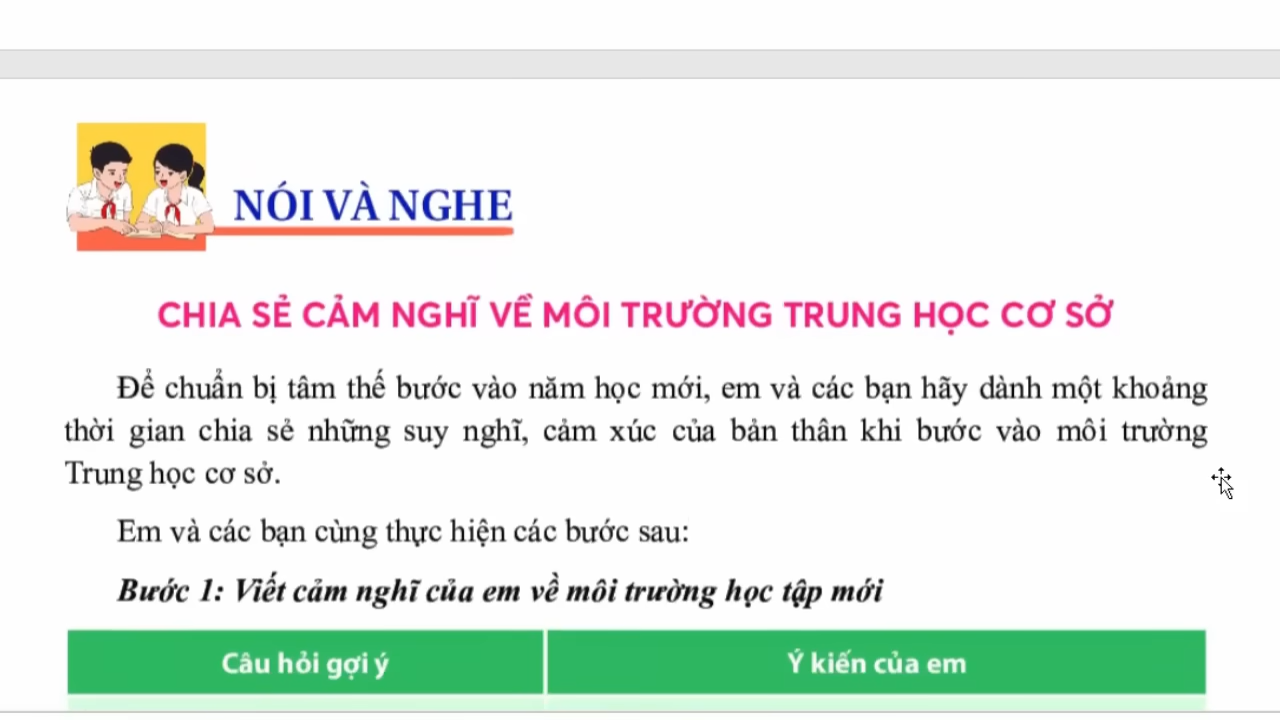 NÓI VÀ NGHE
CHIA SẺ CẢM NGHĨ VỀ MÔI TRƯỜNG TRUNG HỌC CƠ SỞ
Để chuẩn bị tâm thế bước vào năm học mới, em và các bạn hãy dành một khoảng
thời gian chia sẻ những suy nghĩ, cảm xúc của bản thân khi bước vào môi trường
Trung học cơ sở.
Em và các bạn cùng thực hiện các bước sau:
Bước 1: Viết cảm nghĩ của em về môi trường học tập mới
Câu hỏi gợi ý
Ý kiến của em